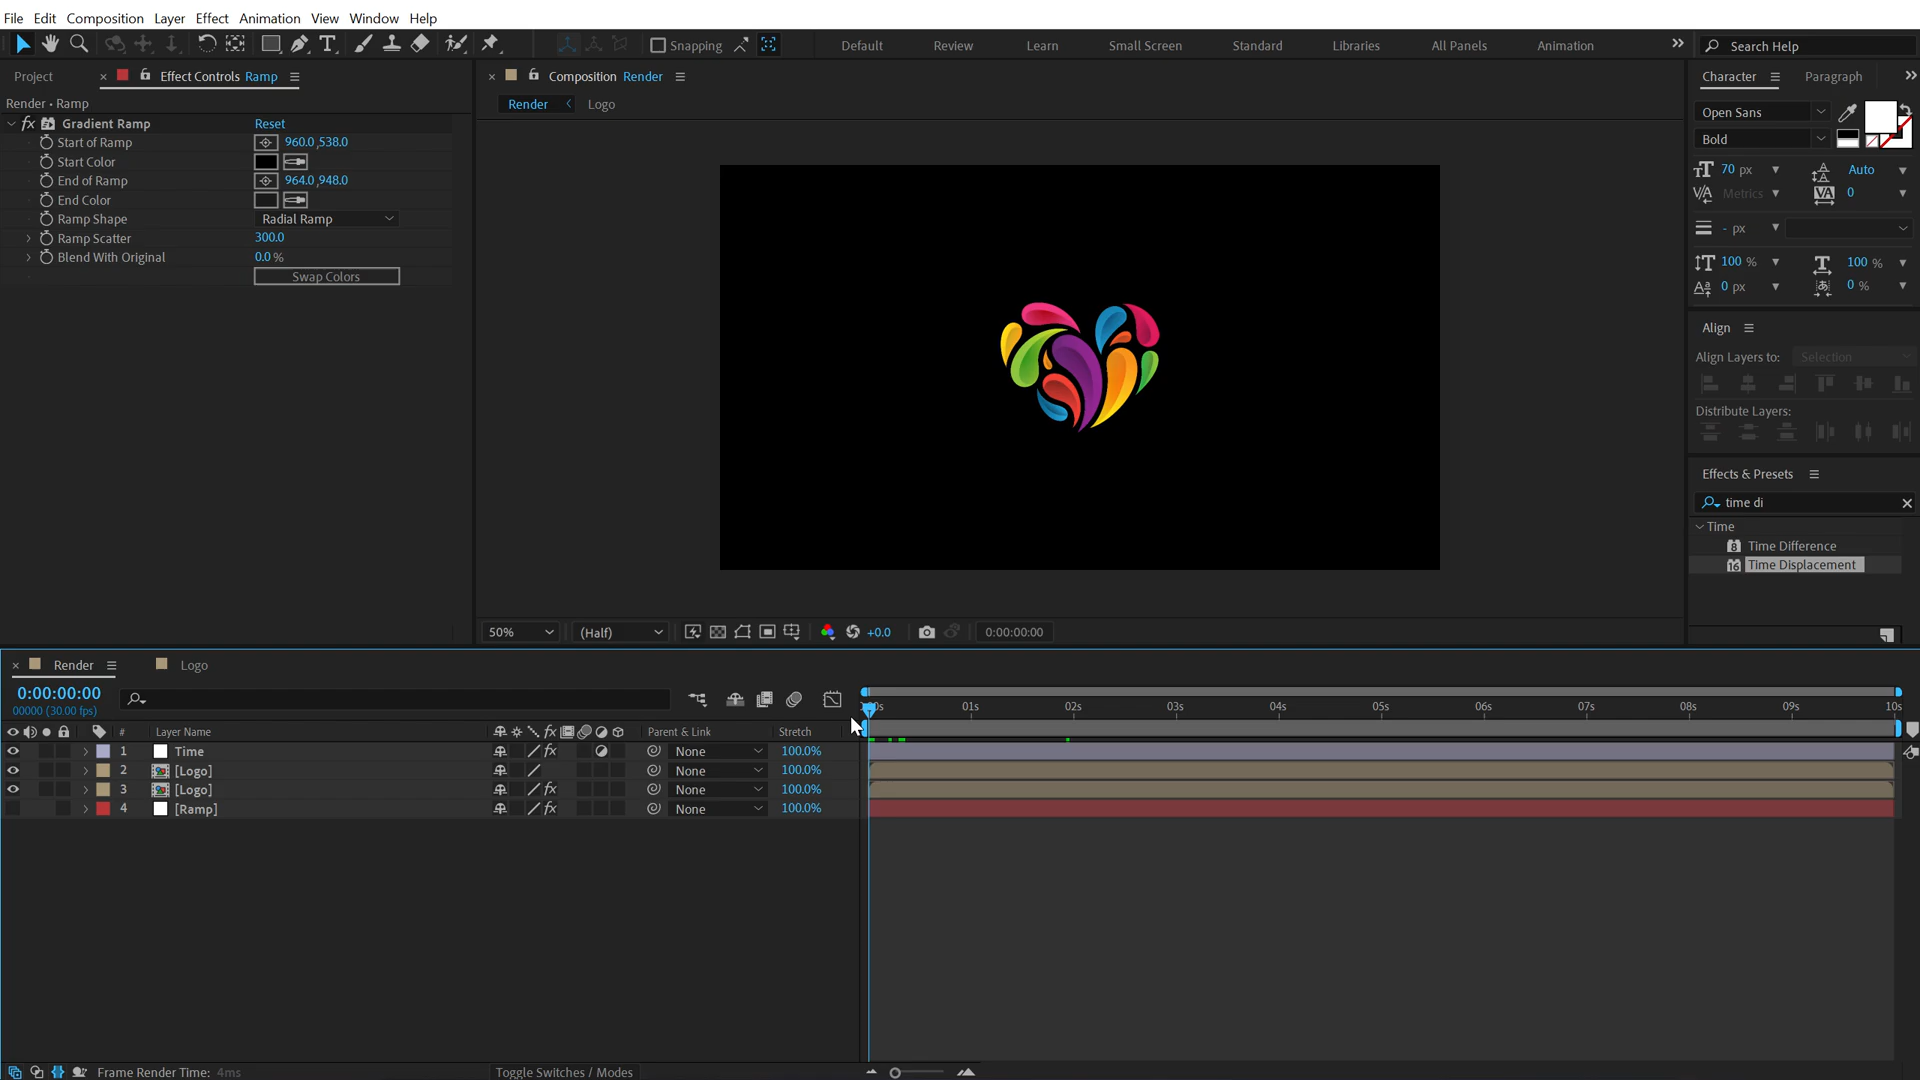 File Edit Composition Layer Effect Animation View Window Help
Snapping Default Review Learn Small Screen Standard Libraries All Panels Animation Search Help
Project Effect Controls Ramp
Composition Render
Character Paragraph
Render • Ramp
Render Logo
fx Gradient Ramp Reset
Start of Ramp 960.0,538.0
Start Color
End of Ramp 964.0,948.0
End Color
Ramp Shape Radial Ramp
Ramp Scatter 300.0
Blend With Original 0.0 %
Swap Colors
Open Sans
Bold
70 px Auto
Metrics 0
- px
100 % 100 %
0 px 0 %
Align
Align Layers to: Selection
Distribute Layers:
Effects & Presets
time di
Time
8 Time Difference
16 Time Displacement
50% (Half) +0.0 0:00:00:00
Render Logo
0:00:00:00
00000 (30.00 fps)
:00s 01s 02s 03s 04s 05s 06s 07s 08s 09s 10s
# Layer Name fx Parent & Link Stretch
1 Time fx None 100.0%
2 [Logo] None 100.0%
3 [Logo] fx None 100.0%
4 [Ramp] fx None 100.0%
Frame Render Time: 4ms Toggle Switches / Modes